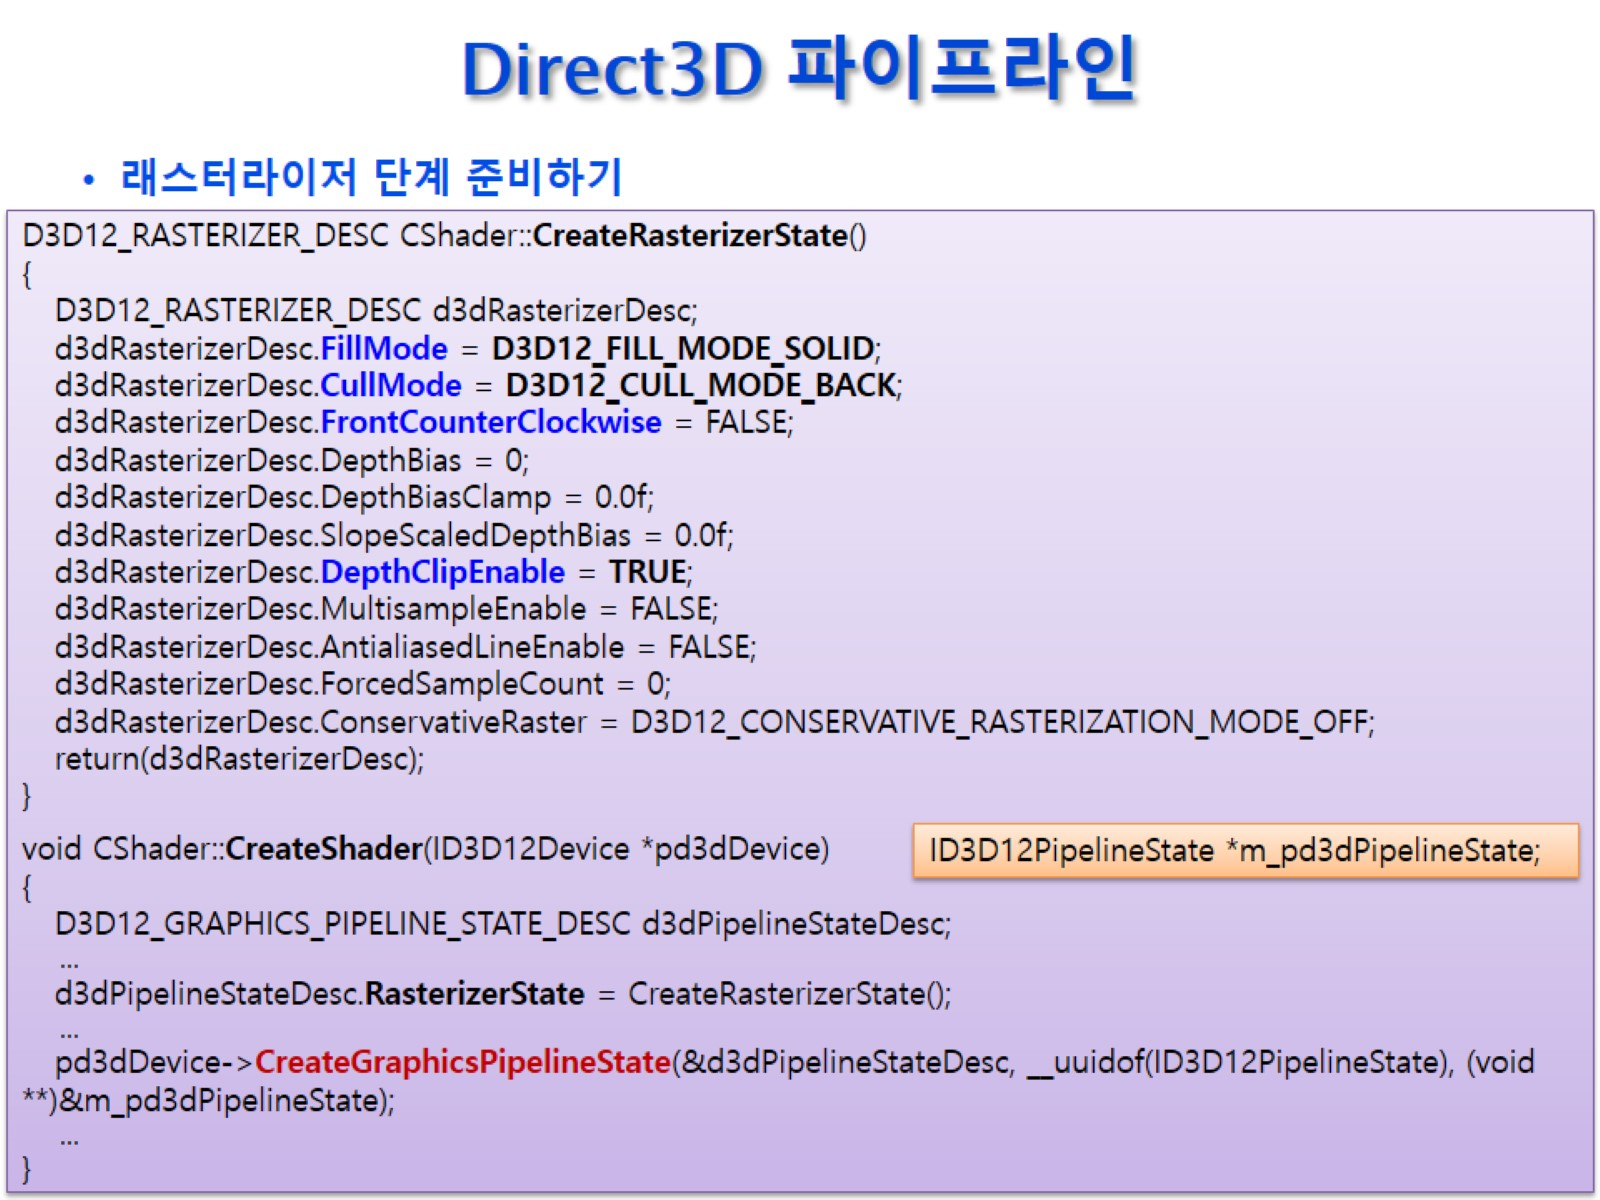 Direct3D 파이프라인
• 래스터라이저 단계 준비하기
D3D12_RASTERIZER_DESC CShader::CreateRasterizerState()
{
D3D12_RASTERIZER_DESC d3dRasterizerDesc;
d3dRasterizerDesc.FillMode = D3D12_FILL_MODE_SOLID;
d3dRasterizerDesc.CullMode = D3D12_CULL_MODE_BACK;
d3dRasterizerDesc.FrontCounterClockwise = FALSE;
d3dRasterizerDesc.DepthBias = 0;
d3dRasterizerDesc.DepthBiasClamp = 0.0f;
d3dRasterizerDesc.SlopeScaledDepthBias = 0.0f;
d3dRasterizerDesc.DepthClipEnable = TRUE;
d3dRasterizerDesc.MultisampleEnable = FALSE;
d3dRasterizerDesc.AntialiasedLineEnable = FALSE;
d3dRasterizerDesc.ForcedSampleCount = 0;
d3dRasterizerDesc.ConservativeRaster = D3D12_CONSERVATIVE_RASTERIZATION_MODE_OFF;
return(d3dRasterizerDesc);
}
void CShader::CreateShader(ID3D12Device *pd3dDevice)
ID3D12PipelineState *m_pd3dPipelineState;
{
D3D12_GRAPHICS_PIPELINE_STATE_DESC d3dPipelineStateDesc;
...
d3dPipelineStateDesc.RasterizerState = CreateRasterizerState();
...
pd3dDevice->CreateGraphicsPipelineState(&d3dPipelineStateDesc, __uuidof(ID3D12PipelineState), (void
**)&m_pd3dPipelineState);
...
}